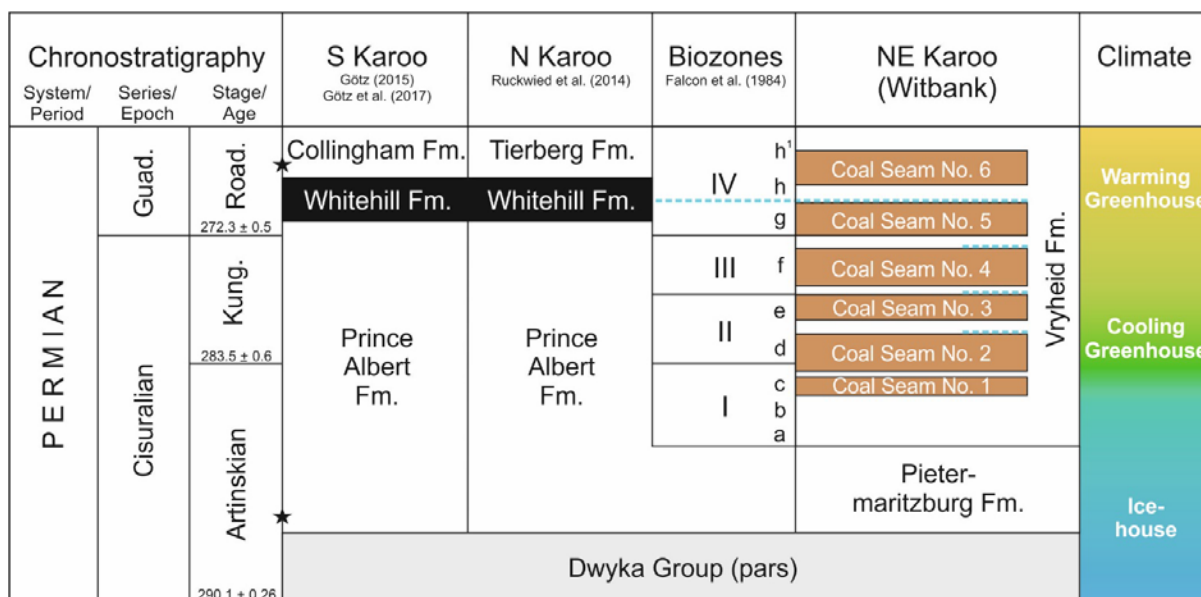 Chronostratigraphy
System/
Period
Series/
Epoch
Stage/
Age
S Karoo
Götz (2015)
Götz et al. (2017)
N Karoo
Ruckwied et al. (2014)
Biozones
Falcon et al. (1984)
NE Karoo
(Witbank)
Climate
PERMIAN
Guad.
Cisuralian
Road.
272.3 ± 0.5
Kung.
283.5 ± 0.6
Artinskian
290.1 ± 0.26
Collingham Fm.
Whitehill Fm.
Prince
Albert
Fm.
Tierberg Fm.
Whitehill Fm.
Prince
Albert
Fm.
IV
III
II
I
h¹
h
g
f
e
d
c
b
a
Coal Seam No. 6
Coal Seam No. 5
Coal Seam No. 4
Coal Seam No. 3
Coal Seam No. 2
Coal Seam No. 1
Vryheid Fm.
Pieter-
maritzburg Fm.
Dwyka Group (pars)
Warming
Greenhouse
Cooling
Greenhouse
Ice-
house